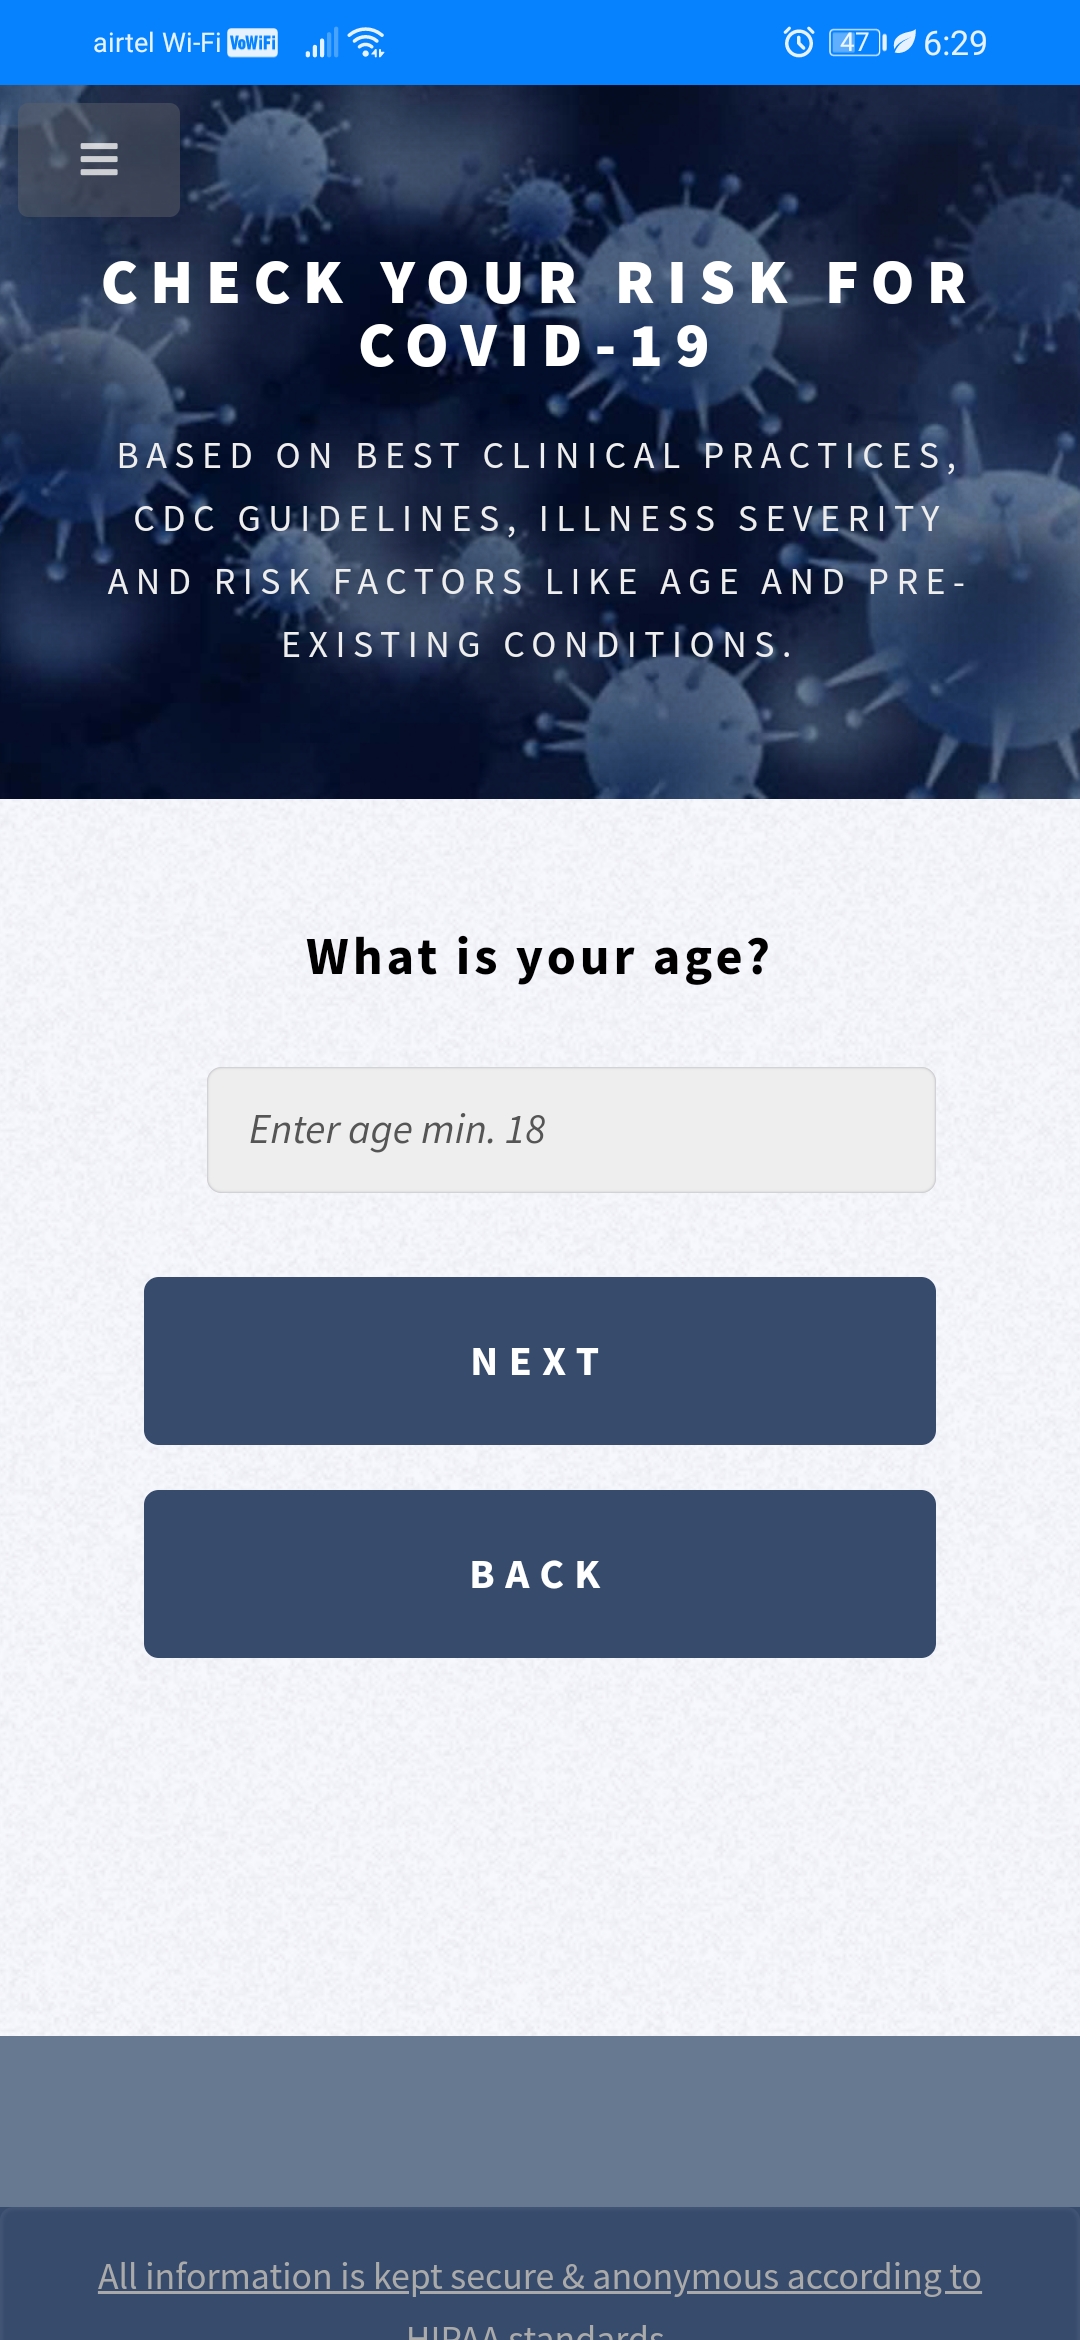 airtel Wi-Fi VoWiFi 47 6:29
CHECK YOUR RISK FOR
COVID-19
BASED ON BEST CLINICAL PRACTICES,
CDC GUIDELINES, ILLNESS SEVERITY
AND RISK FACTORS LIKE AGE AND PRE-
EXISTING CONDITIONS.
What is your age?
Enter age min. 18
NEXT
BACK
All information is kept secure & anonymous according to
HIPAA standards